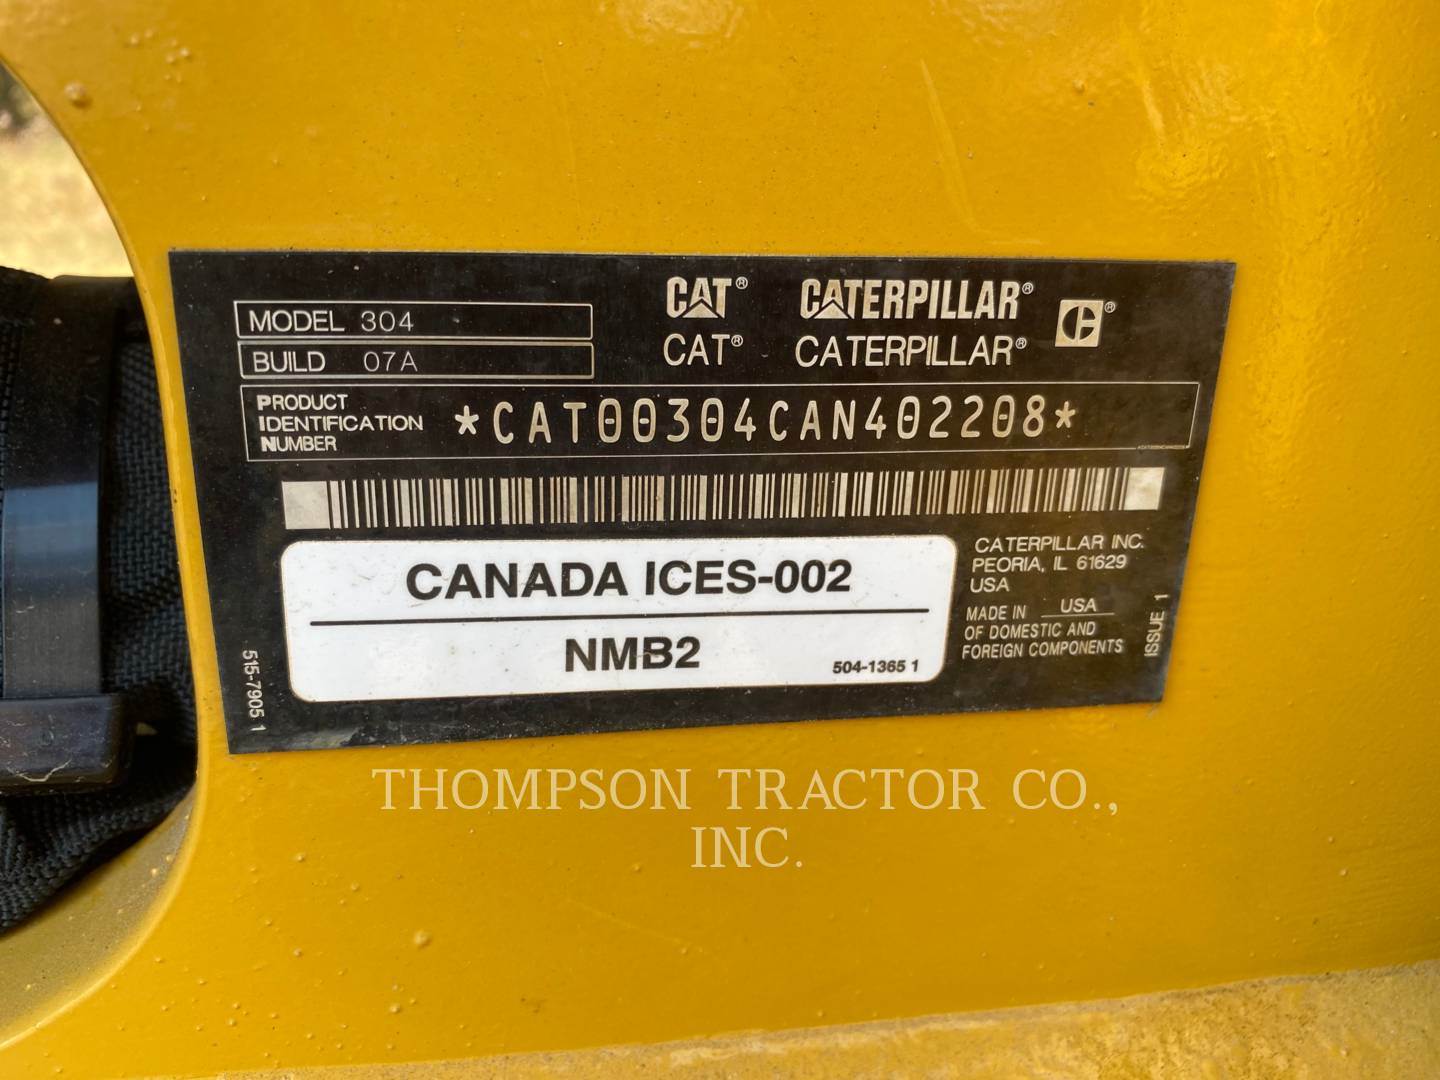 MODEL 304
BUILD 07A
CAT® CATERPILLAR® C®
CAT® CATERPILLAR®
PRODUCT
IDENTIFICATION
NUMBER
*CAT00304CAN402208*
CANADA ICES-002
NMB2
504-1365 1
CATERPILLAR INC.
PEORIA, IL 61629
USA
MADE IN USA
OF DOMESTIC AND
FOREIGN COMPONENTS
ISSUE 1
515-7905 1
THOMPSON TRACTOR CO.,
INC.